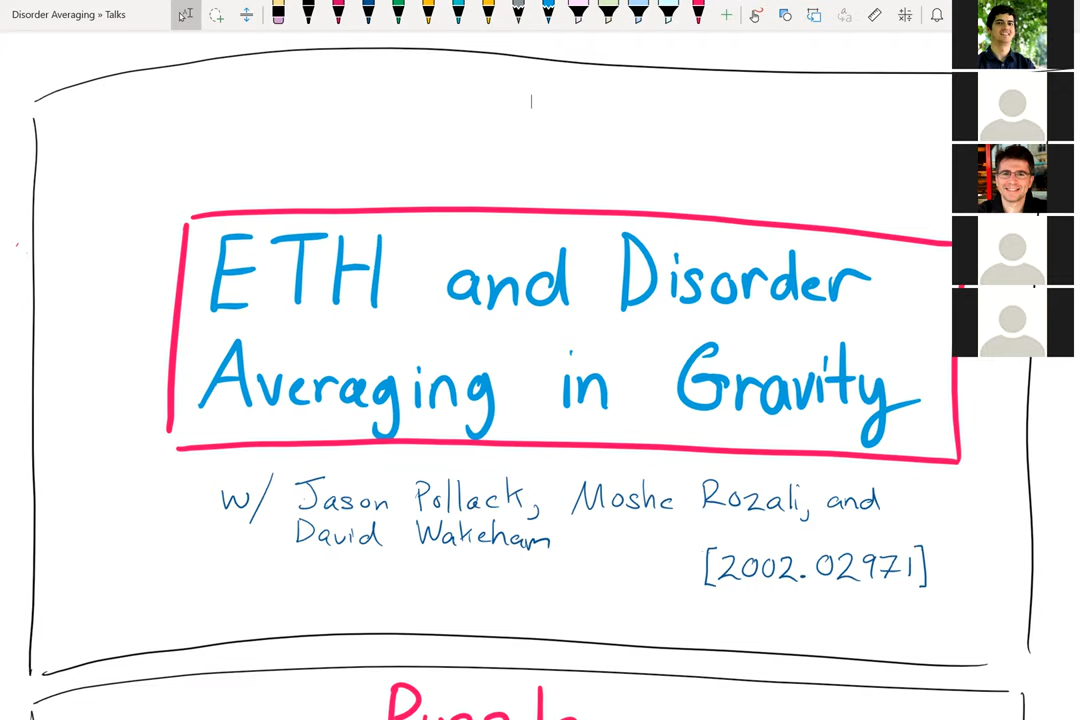 Disorder Averaging » Talks
ETH and Disorder
Averaging in Gravity
w/ Jason Pollack, Moshe Rozali, and
David Wakeham
[2002.02971]